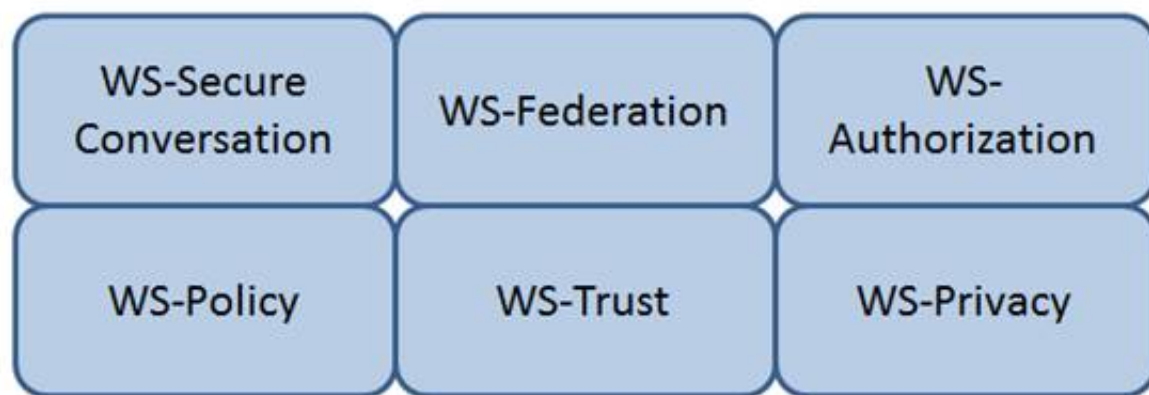 WS-Secure
Conversation
WS-Federation
WS-
Authorization
WS-Policy
WS-Trust
WS-Privacy